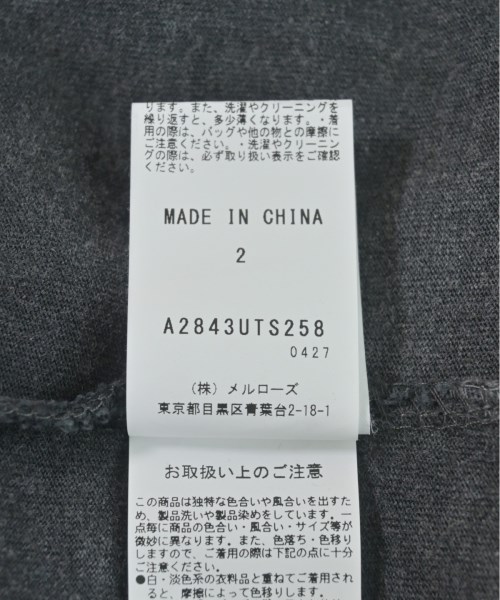 ります。また、洗濯やクリーニングを
繰り返すと、多少薄くなります。・着
用の際は、バッグや他の物との摩擦に
ご注意ください。・洗濯やクリーニン
グの際は、必ず取り扱い表示をご確認
ください。
MADE IN CHINA
2
A2843UTS258
0427
(株) メルローズ
東京都目黒区青葉台2-18-1
お取扱い上のご注意
この商品は独特な色合いや風合いを出すた
め、製品洗いや製品染めをしています。一
点毎に商品の色合い・風合い・サイズ等が
微妙に異なります。また、色落ち・色移り
しますので、ご着用の際は下記の点に十分
ご注意ください。
●白・淡色系の衣料品と重ねてご着用され
ると、摩擦によって色移りします。